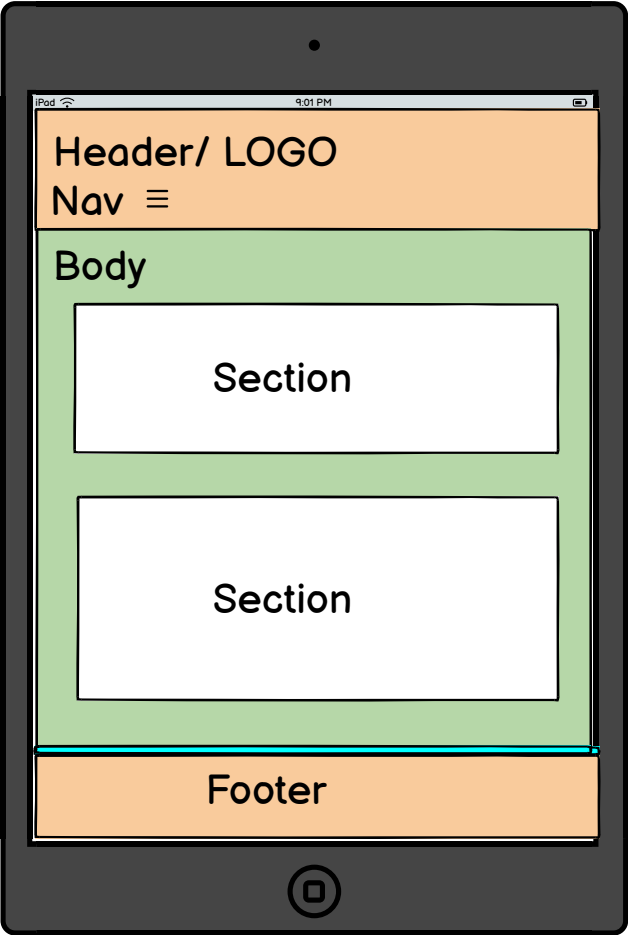 iPad 9:01 PM
Header/ LOGO
Nav
Body
Section
Section
Footer